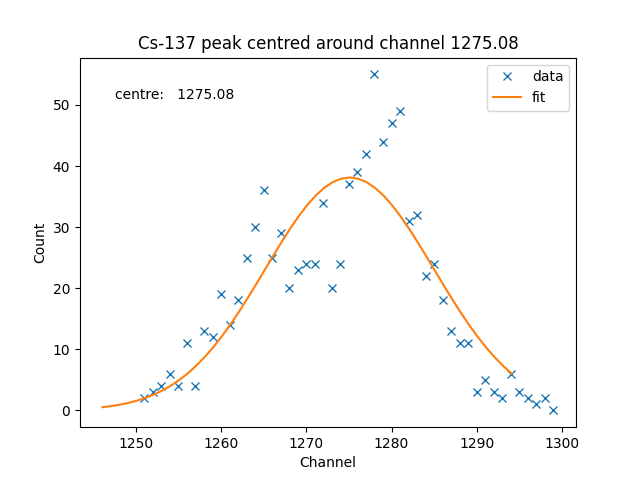 Cs-137 peak centred around channel 1275.08
centre: 1275.08
data
fit
Count
50
40
30
20
10
0
1250 1260 1270 1280 1290 1300
Channel